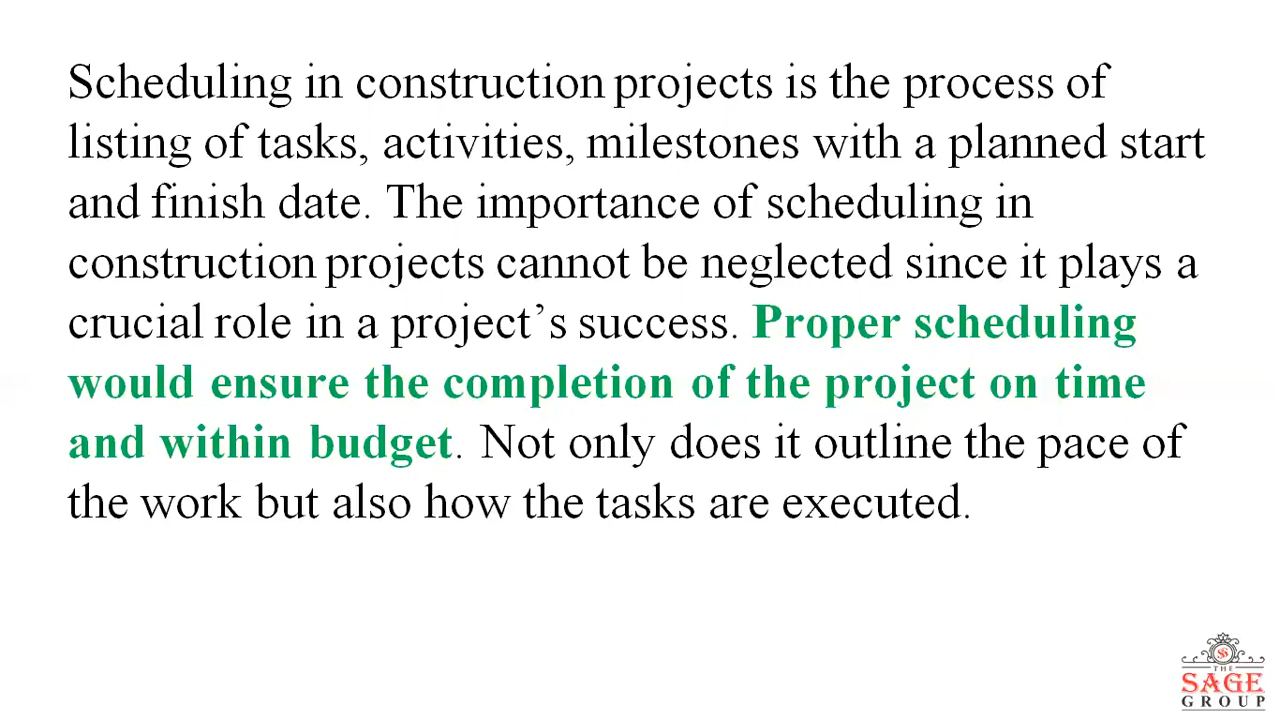 Scheduling in construction projects is the process of
listing of tasks, activities, milestones with a planned start
and finish date. The importance of scheduling in
construction projects cannot be neglected since it plays a
crucial role in a project’s success. Proper scheduling
would ensure the completion of the project on time
and within budget. Not only does it outline the pace of
the work but also how the tasks are executed.
THE
SAGE
GROUP